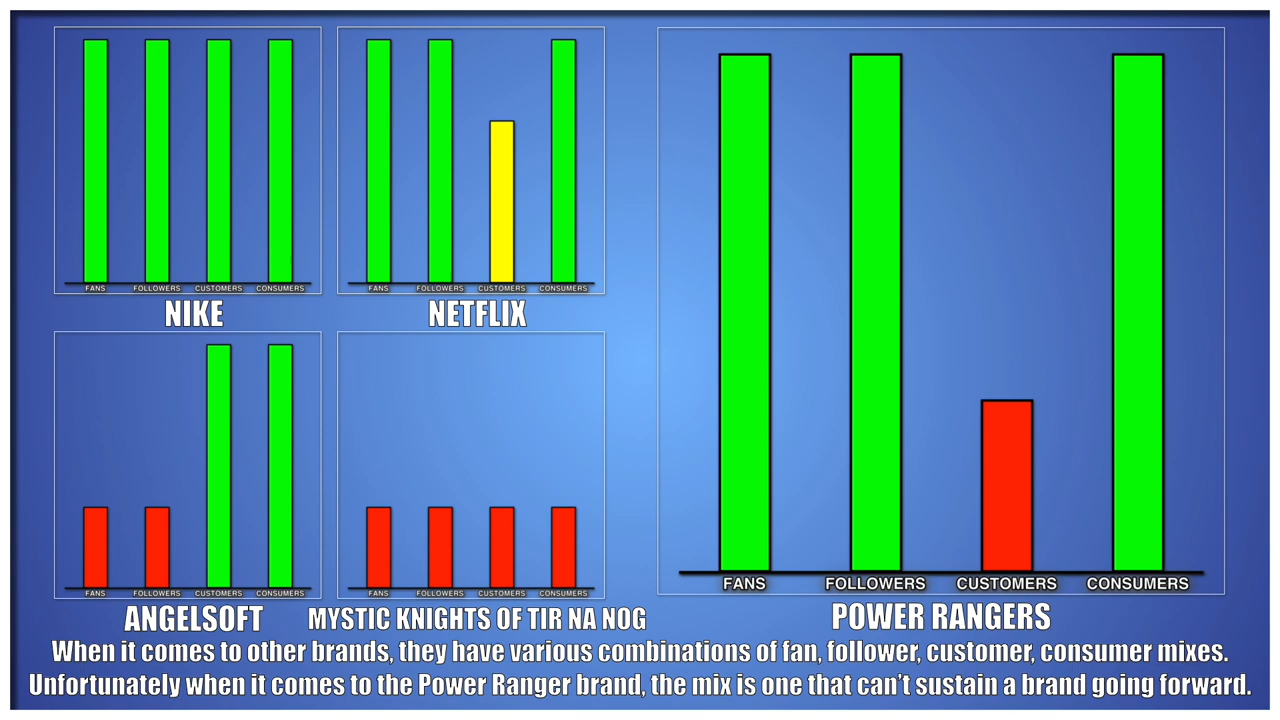 FANS FOLLOWERS CUSTOMERS CONSUMERS
NIKE
FANS FOLLOWERS CUSTOMERS CONSUMERS
NETFLIX
FANS FOLLOWERS CUSTOMERS CONSUMERS
ANGELSOFT
FANS FOLLOWERS CUSTOMERS CONSUMERS
MYSTIC KNIGHTS OF TIR NA NOG
FANS FOLLOWERS CUSTOMERS CONSUMERS
POWER RANGERS
When it comes to other brands, they have various combinations of fan, follower, customer, consumer mixes.
Unfortunately when it comes to the Power Ranger brand, the mix is one that can't sustain a brand going forward.